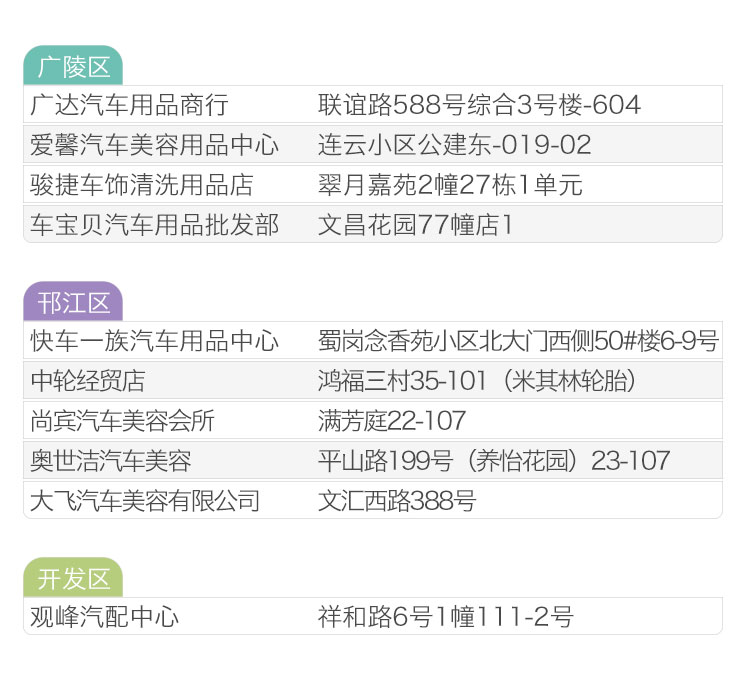 广陵区
广达汽车用品商行 联谊路588号综合3号楼-604
爱馨汽车美容用品中心 连云小区公建东-019-02
骏捷车饰清洗用品店 翠月嘉苑2幢27栋1单元
车宝贝汽车用品批发部 文昌花园77幢店1
邗江区
快车一族汽车用品中心 蜀岗念香苑小区北大门西侧50#楼6-9号
中轮经贸店 鸿福三村35-101（米其林轮胎）
尚宾汽车美容会所 满芳庭22-107
奥世洁汽车美容 平山路199号（养怡花园）23-107
大飞汽车美容有限公司 文汇西路388号
开发区
观峰汽配中心 祥和路6号1幢111-2号